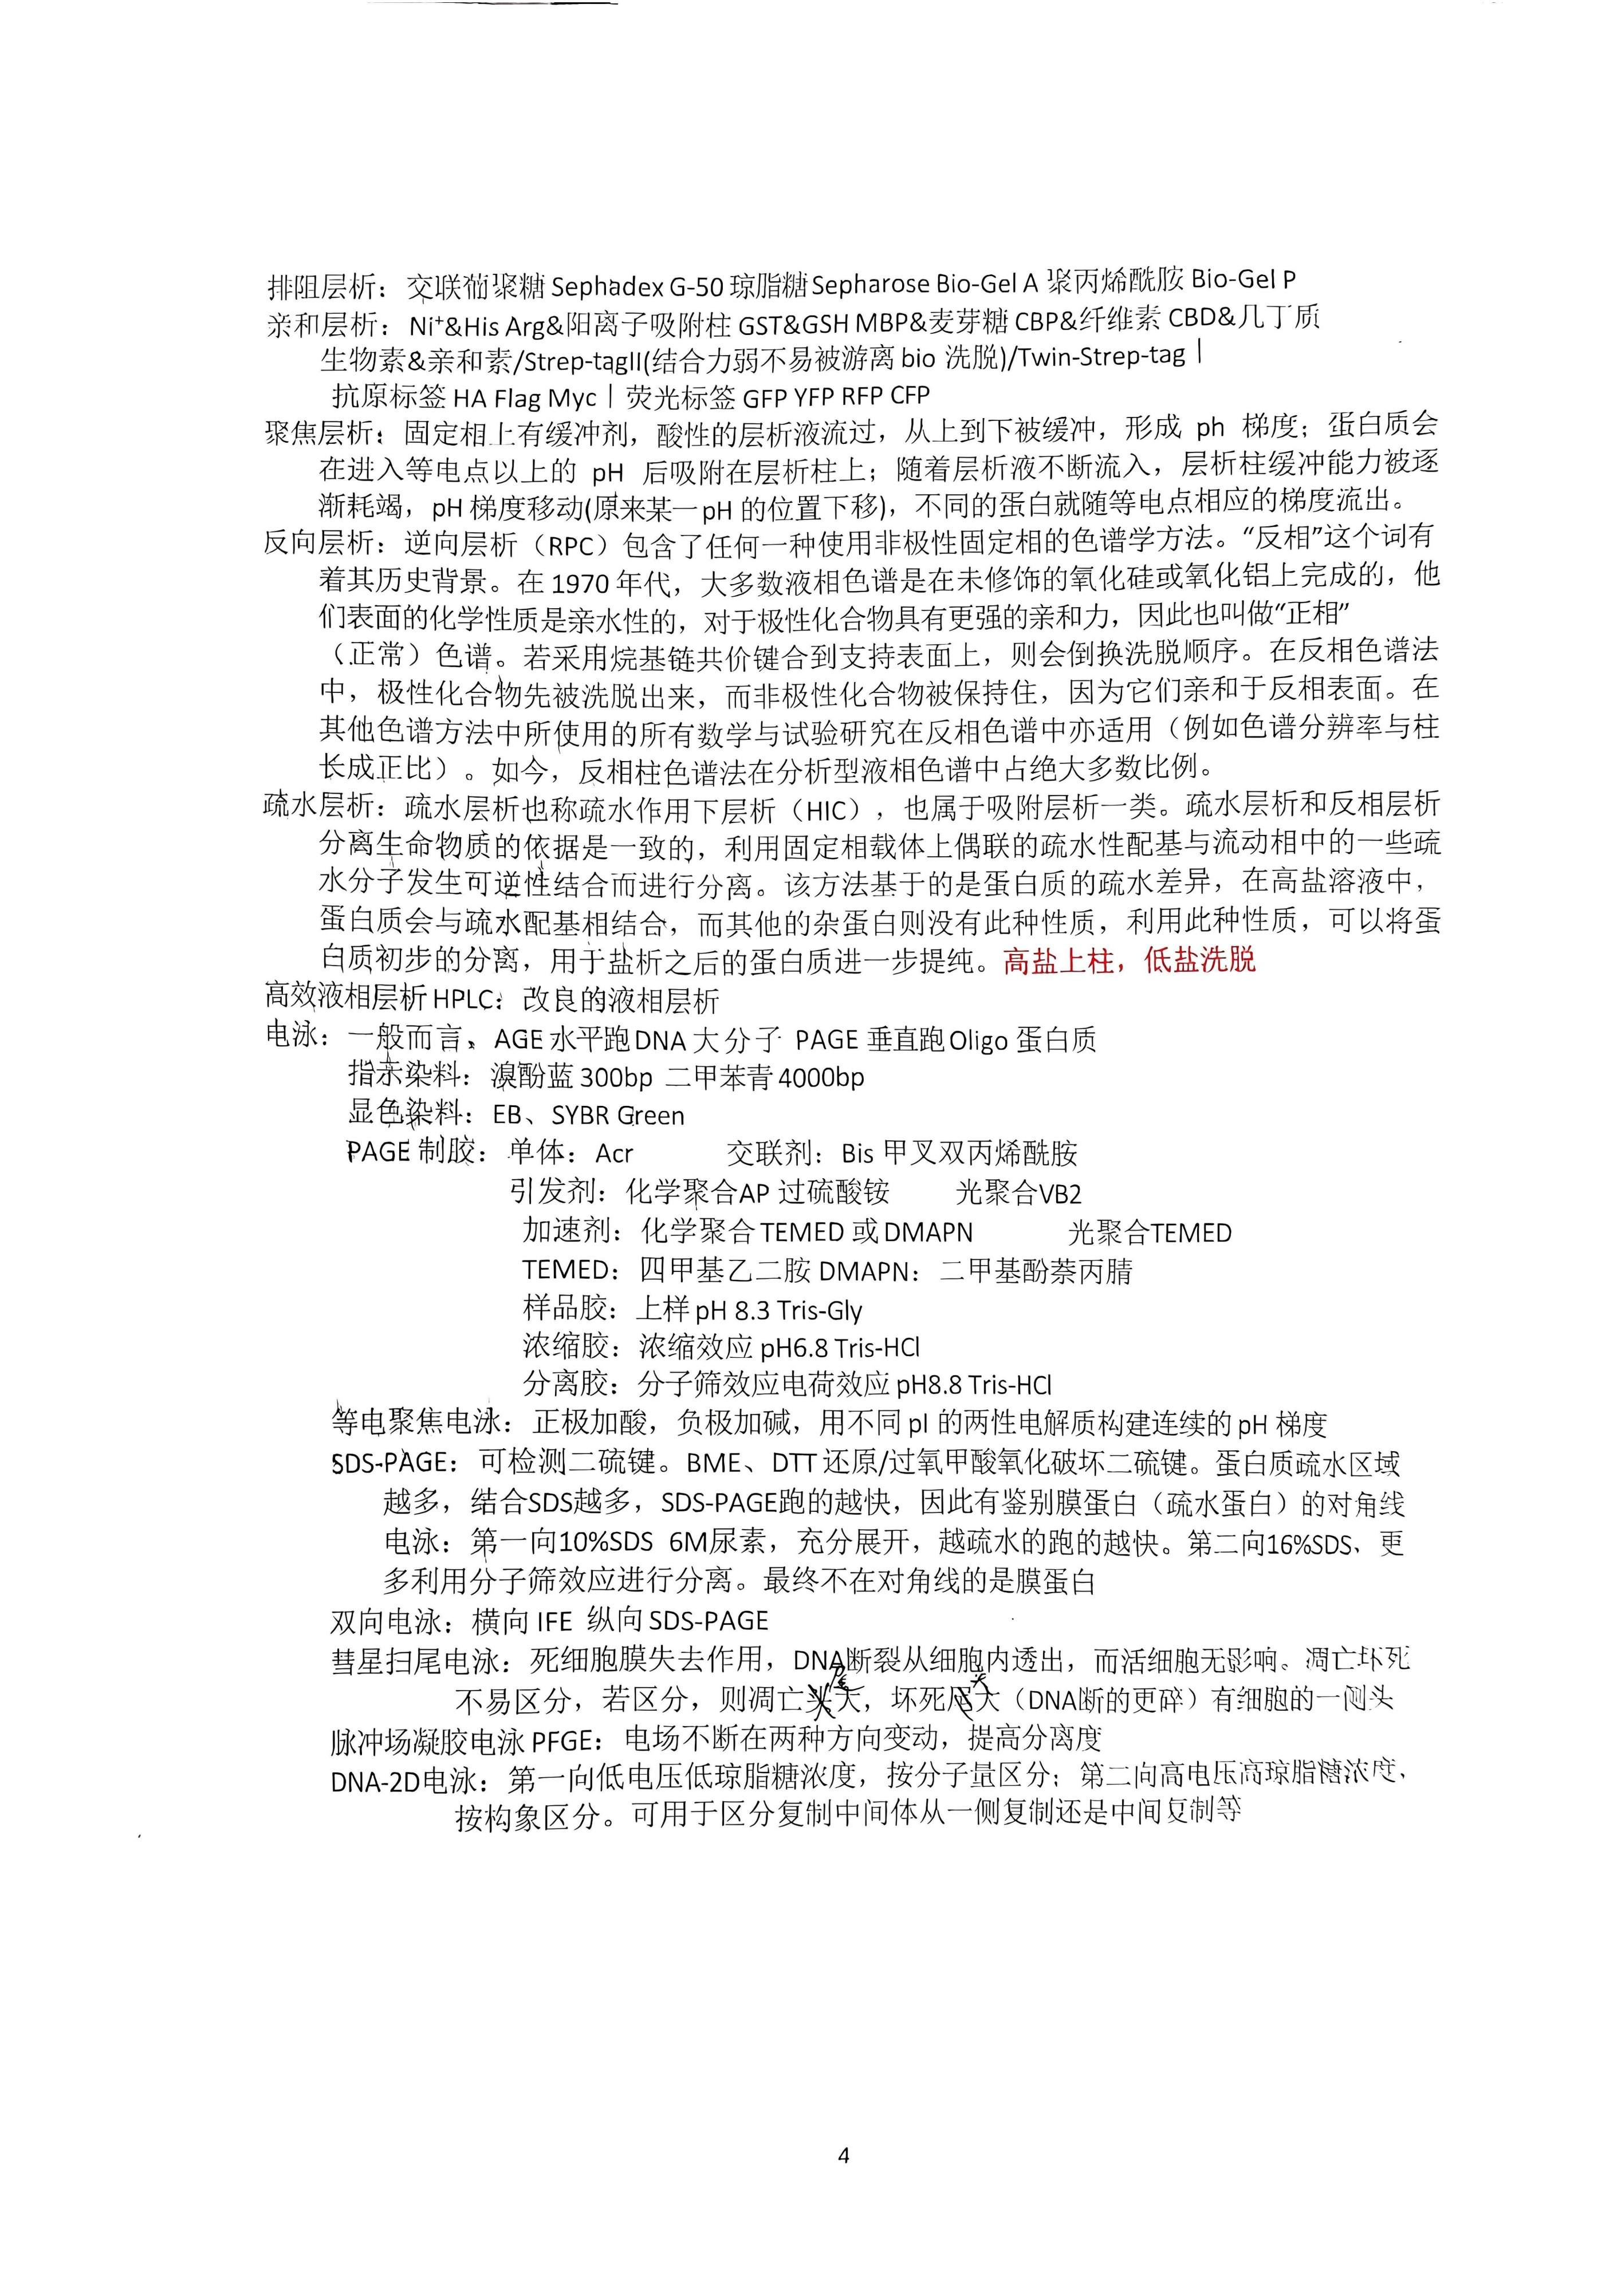 排阻层析：交联葡聚糖 Sephadex G-50 琼脂糖 Sepharose Bio-Gel A 聚丙烯酰胺 Bio-Gel P
亲和层析：Ni⁺&His Arg&阳离子吸附柱 GST&GSH MBP&麦芽糖 CBP&纤维素 CBD&几丁质
生物素&亲和素/Strep-tagII(结合力弱不易被游离 bio 洗脱)/Twin-Strep-tag |
抗原标签 HA Flag Myc | 荧光标签 GFP YFP RFP CFP
聚焦层析：固定相上有缓冲剂，酸性的层析液流过，从上到下被缓冲，形成 ph 梯度；蛋白质会
在进入等电点以上的 pH 后吸附在层析柱上；随着层析液不断流入，层析柱缓冲能力被逐
渐耗竭，pH 梯度移动(原来某一pH 的位置下移)，不同的蛋白就随等电点相应的梯度流出。
反向层析：逆向层析（RPC）包含了任何一种使用非极性固定相的色谱学方法。“反相”这个词有
着其历史背景。在 1970 年代，大多数液相色谱是在未修饰的氧化硅或氧化铝上完成的，他
们表面的化学性质是亲水性的，对于极性化合物具有更强的亲和力，因此也叫做“正相”
（正常）色谱。若采用烷基链共价键合到支持表面上，则会倒换洗脱顺序。在反相色谱法
中，极性化合物先被洗脱出来，而非极性化合物被保持住，因为它们亲和于反相表面。在
其他色谱方法中所使用的所有数学与试验研究在反相色谱中亦适用（例如色谱分辨率与柱
长成正比）。如今，反相柱色谱法在分析型液相色谱中占绝大多数比例。
疏水层析：疏水层析也称疏水作用下层析（HIC），也属于吸附层析一类。疏水层析和反相层析
分离生命物质的依据是一致的，利用固定相载体上偶联的疏水性配基与流动相中的一些疏
水分子发生可逆性结合而进行分离。该方法基于的是蛋白质的疏水差异，在高盐溶液中，
蛋白质会与疏水配基相结合，而其他的杂蛋白则没有此种性质，利用此种性质，可以将蛋
白质初步的分离，用于盐析之后的蛋白质进一步提纯。高盐上柱，低盐洗脱
高效液相层析 HPLC：改良的液相层析
电泳：一般而言，AGE 水平跑 DNA 大分子 PAGE 垂直跑 Oligo 蛋白质
指示染料：溴酚蓝 300bp 二甲苯青 4000bp
显色染料：EB、SYBR Green
PAGE 制胶：单体：Acr 交联剂：Bis 甲叉双丙烯酰胺
引发剂：化学聚合AP 过硫酸铵 光聚合VB2
加速剂：化学聚合 TEMED 或 DMAPN 光聚合TEMED
TEMED：四甲基乙二胺 DMAPN：二甲基酚萘丙腈
样品胶：上样 pH 8.3 Tris-Gly
浓缩胶：浓缩效应 pH6.8 Tris-HCl
分离胶：分子筛效应电荷效应 pH8.8 Tris-HCl
等电聚焦电泳：正极加酸，负极加碱，用不同 pI 的两性电解质构建连续的 pH 梯度
SDS-PAGE：可检测二硫键。BME、DTT 还原/过氧甲酸氧化破坏二硫键。蛋白质疏水区域
越多，结合SDS越多，SDS-PAGE跑的越快，因此有鉴别膜蛋白（疏水蛋白）的对角线
电泳：第一向10%SDS 6M尿素，充分展开，越疏水的跑的越快。第二向16%SDS、更
多利用分子筛效应进行分离。最终不在对角线的是膜蛋白
双向电泳：横向 IFE 纵向 SDS-PAGE
彗星扫尾电泳：死细胞膜失去作用，DNA断裂从细胞内透出，而活细胞无影响。凋亡坏死
尾 头
不易区分，若区分，则凋亡头大，坏死尾大（DNA断的更碎）有细胞的一侧头
脉冲场凝胶电泳 PFGE：电场不断在两种方向变动，提高分离度
DNA-2D电泳：第一向低电压低琼脂糖浓度，按分子量区分；第二向高电压高琼脂糖浓度，
按构象区分。可用于区分复制中间体从一侧复制还是中间复制等
4